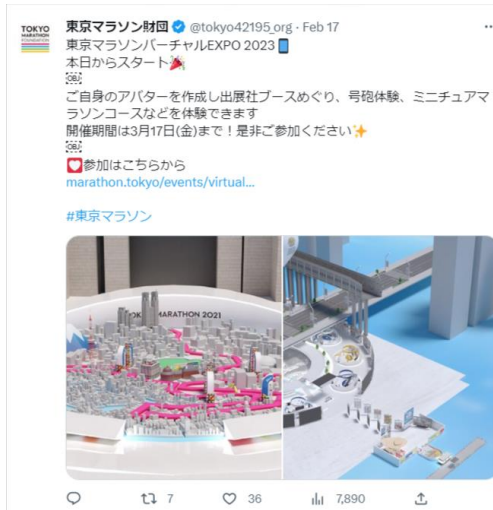 TOKYO
MARATHON
FOUNDATION
東京マラソン財団 @tokyo42195_org · Feb 17
東京マラソンバーチャルEXPO 2023
本日からスタート
OBJ
ご自身のアバターを作成し出展社ブースめぐり、号砲体験、ミニチュアマ
ラソンコースなどを体験できます
開催期間は3月17日(金)まで！是非ご参加ください
OBJ
参加はこちらから
marathon.tokyo/events/virtual...
#東京マラソン
MARATHON 2021
7
36
7,890